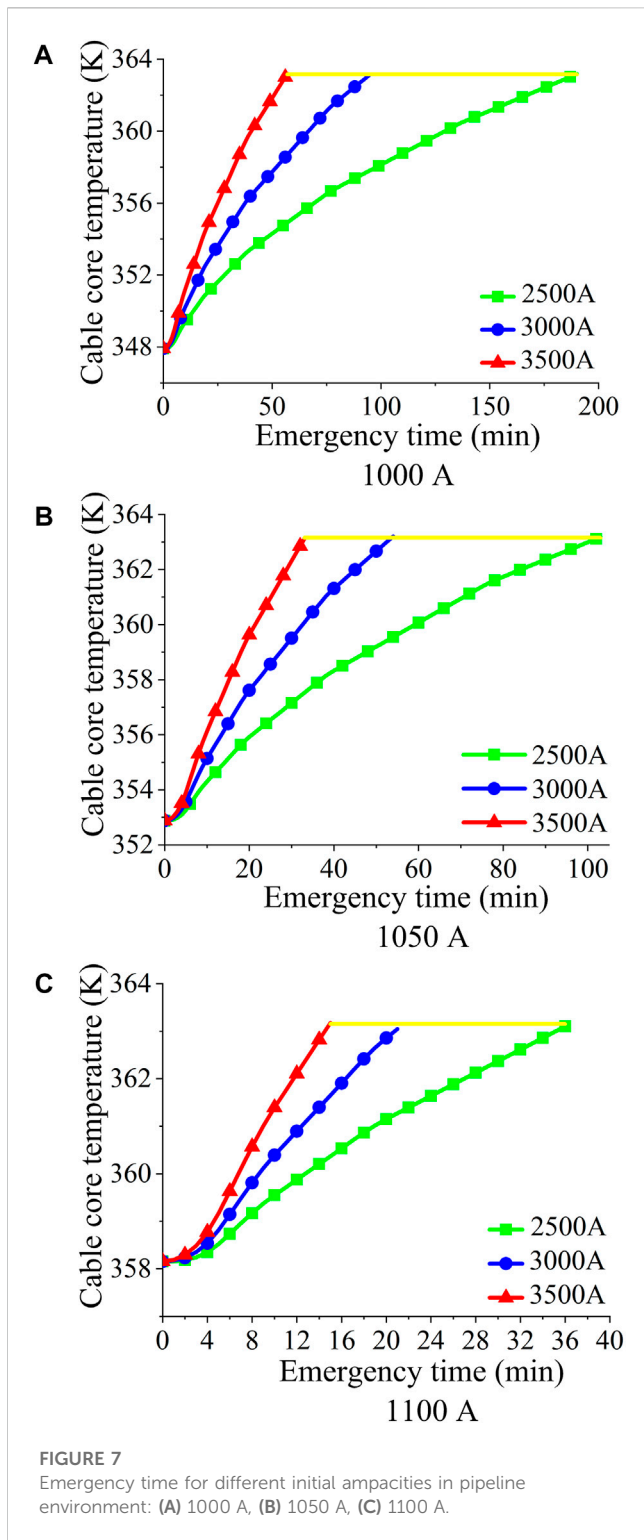 A
Cable core temperature (K)
364
360
356
352
348
0
50
100
150
200
2500A
3000A
3500A
Emergency time (min)
1000 A
B
Cable core temperature (K)
364
362
360
358
356
354
352
0
20
40
60
80
100
2500A
3000A
3500A
Emergency time (min)
1050 A
C
Cable core temperature (K)
364
362
360
358
0
4
8
12
16
20
24
28
32
36
40
2500A
3000A
3500A
Emergency time (min)
1100 A
FIGURE 7
Emergency time for different initial ampacities in pipeline
environment: (A) 1000 A, (B) 1050 A, (C) 1100 A.